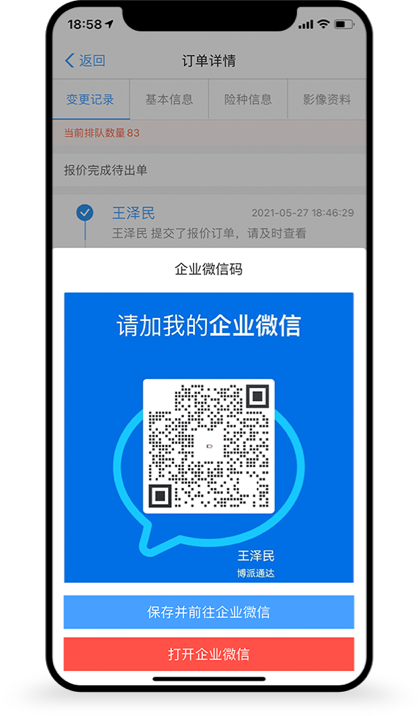 18:58
返回
订单详情
变更记录
基本信息
险种信息
影像资料
当前排队数量 83
报价完成待出单
王泽民
2021-05-27 18:46:29
王泽民 提交了报价订单，请及时查看
企业微信码
请加我的企业微信
王泽民
博派通达
保存并前往企业微信
打开企业微信